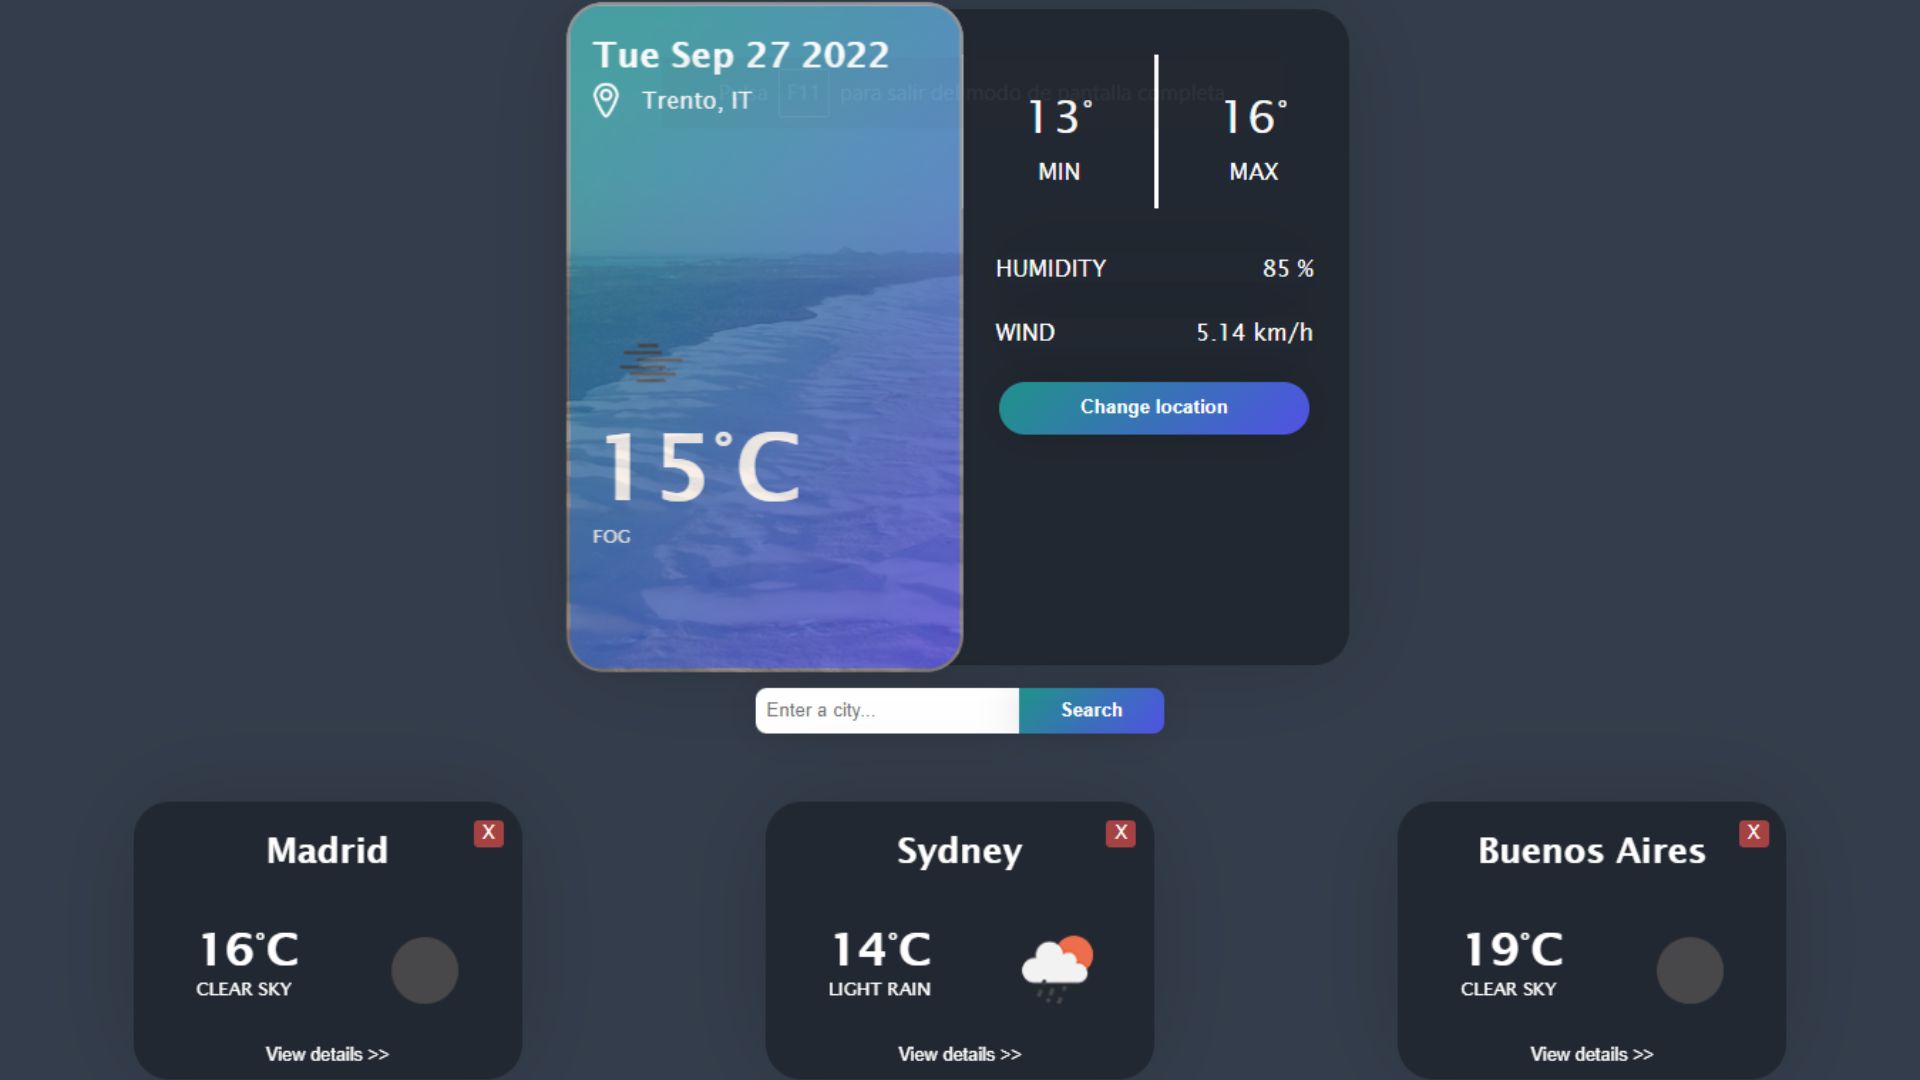 Tue Sep 27 2022
Trento, IT
Presa F11 para salir del modo de pantalla completa
13°
MIN
16°
MAX
HUMIDITY 85 %
WIND 5.14 km/h
Change location
15°C
FOG
Enter a city...
Search
Madrid
X
16°C
CLEAR SKY
View details >>
Sydney
X
14°C
LIGHT RAIN
View details >>
Buenos Aires
X
19°C
CLEAR SKY
View details >>